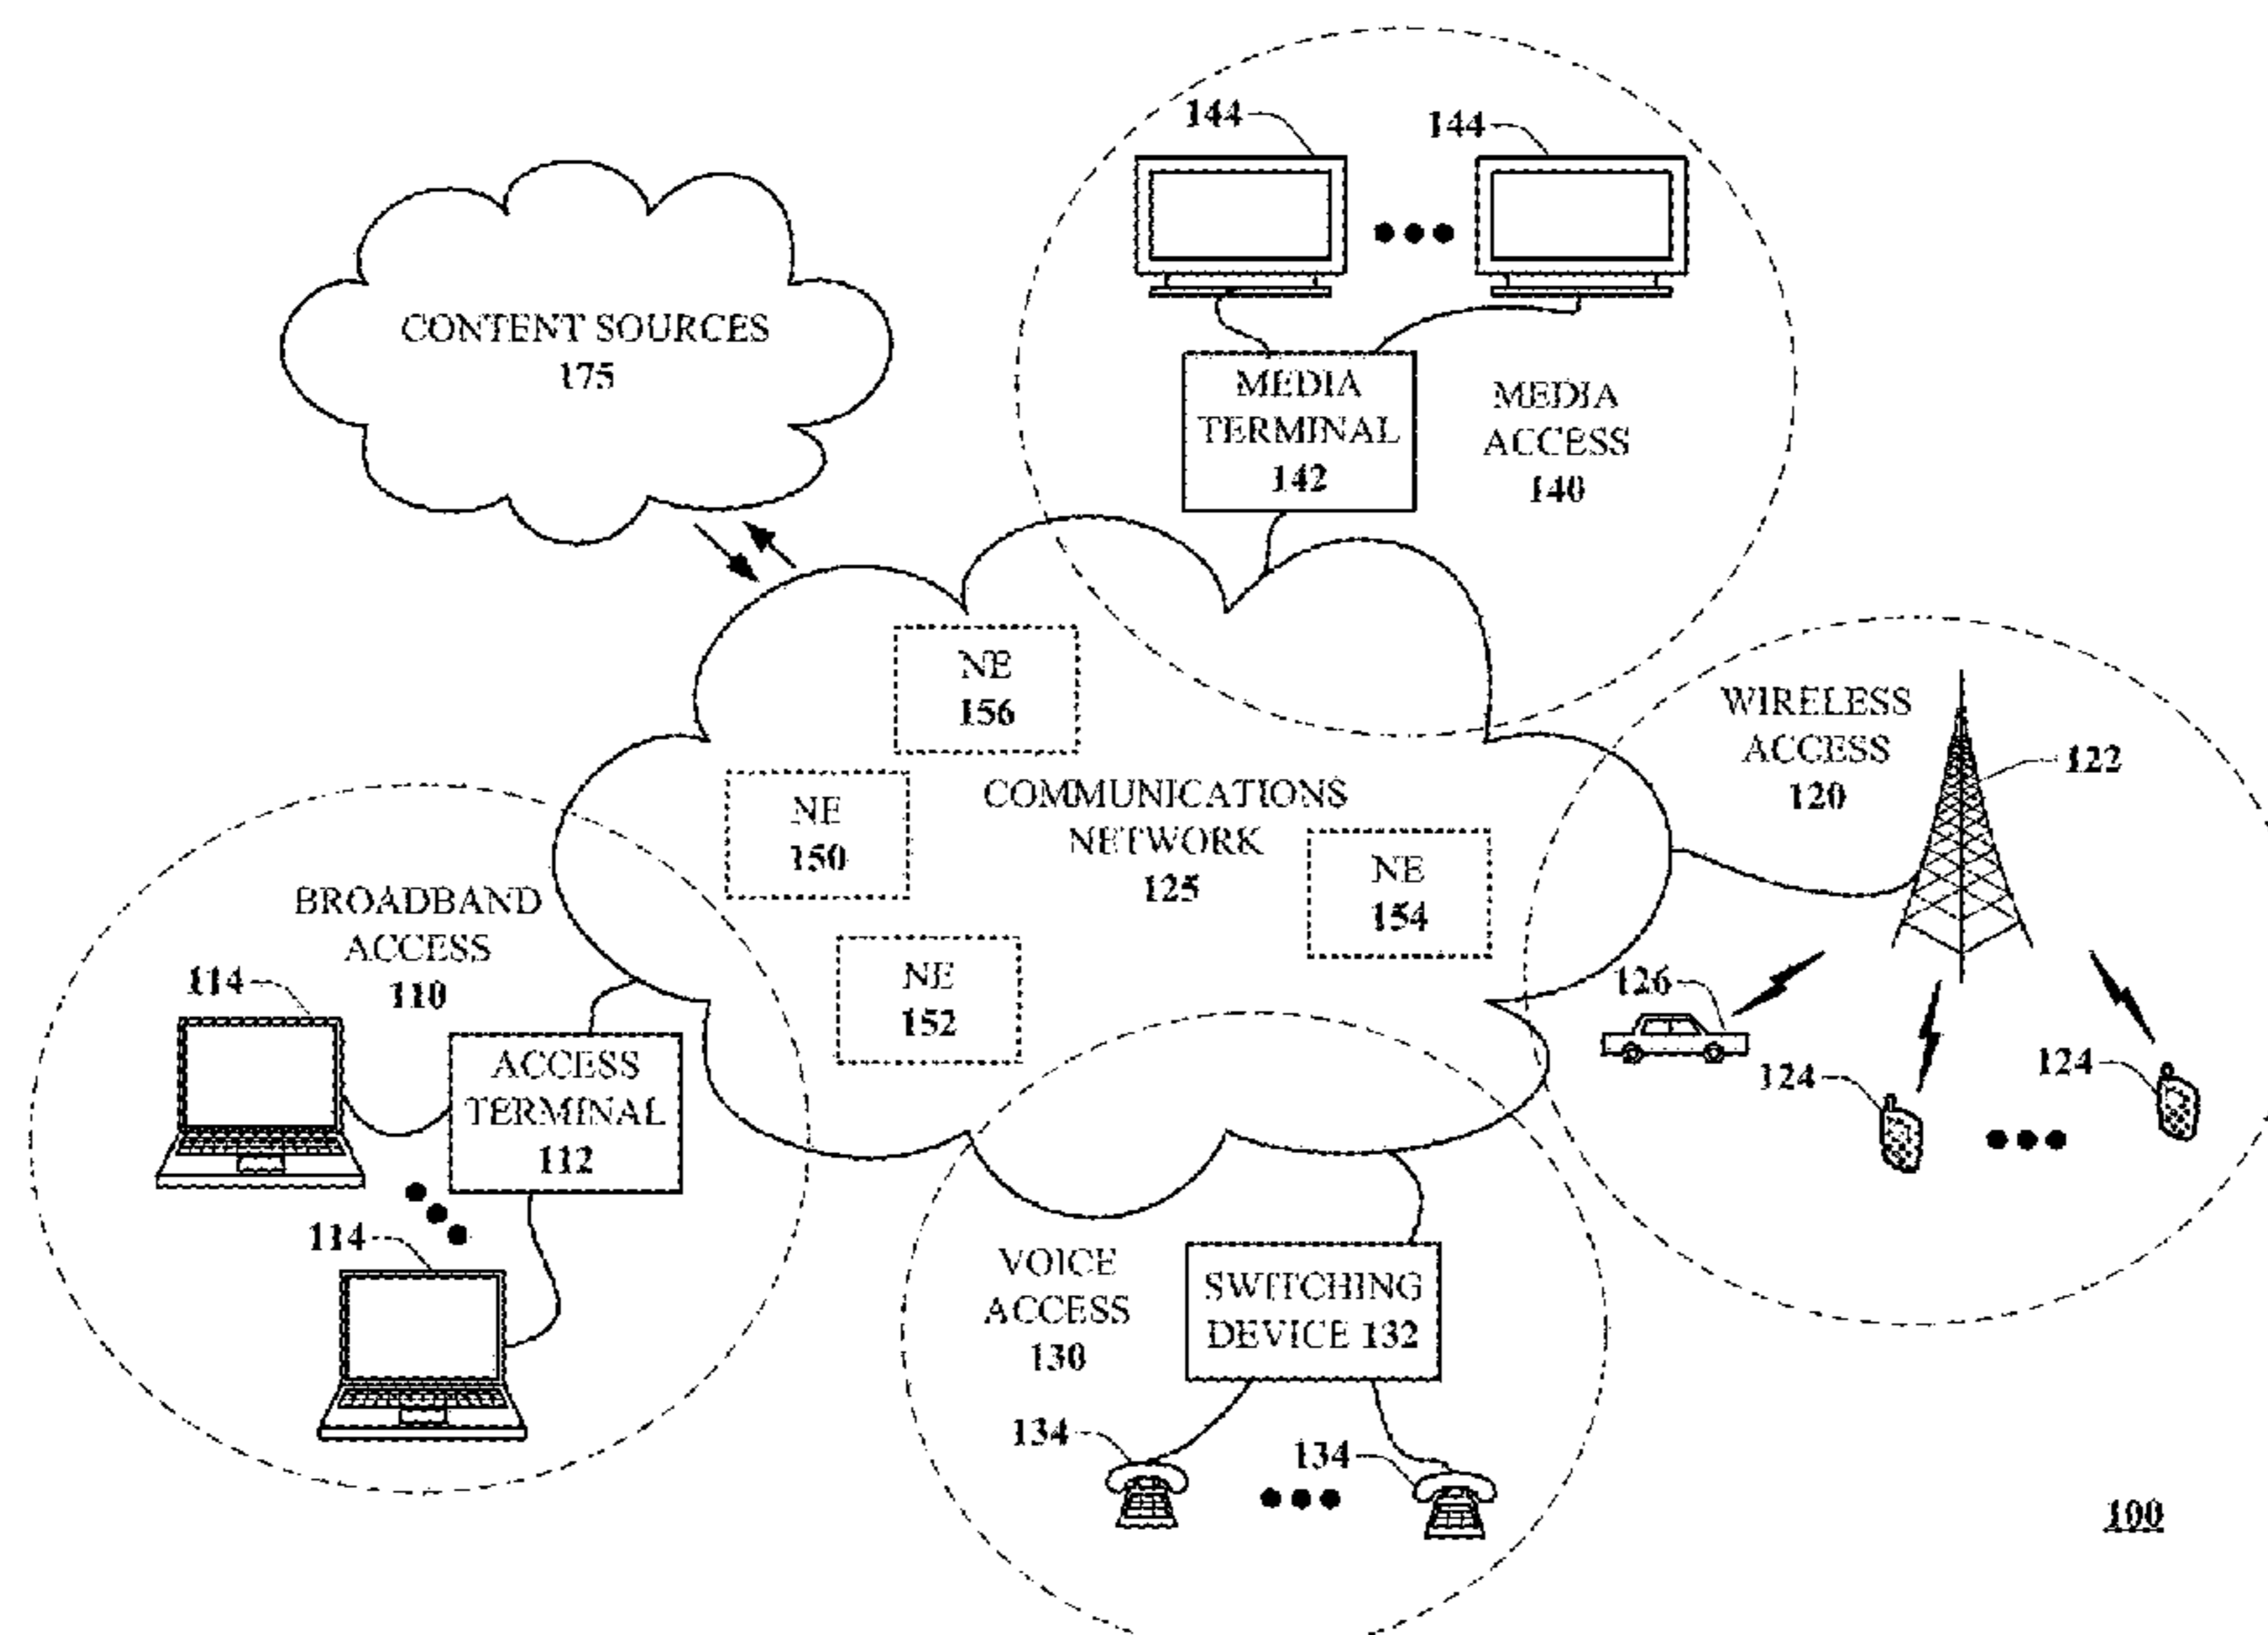 144
144
CONTENT SOURCES
175
MEDIA
TERMINAL
142
MEDIA
ACCESS
140
NE
156
WIRELESS
ACCESS
120
122
NE
150
COMMUNICATIONS
NETWORK
125
NE
154
BROADBAND
ACCESS
110
114
NE
152
126
ACCESS
TERMINAL
112
124
124
114
VOICE
ACCESS
130
SWITCHING
DEVICE 132
134
134
100